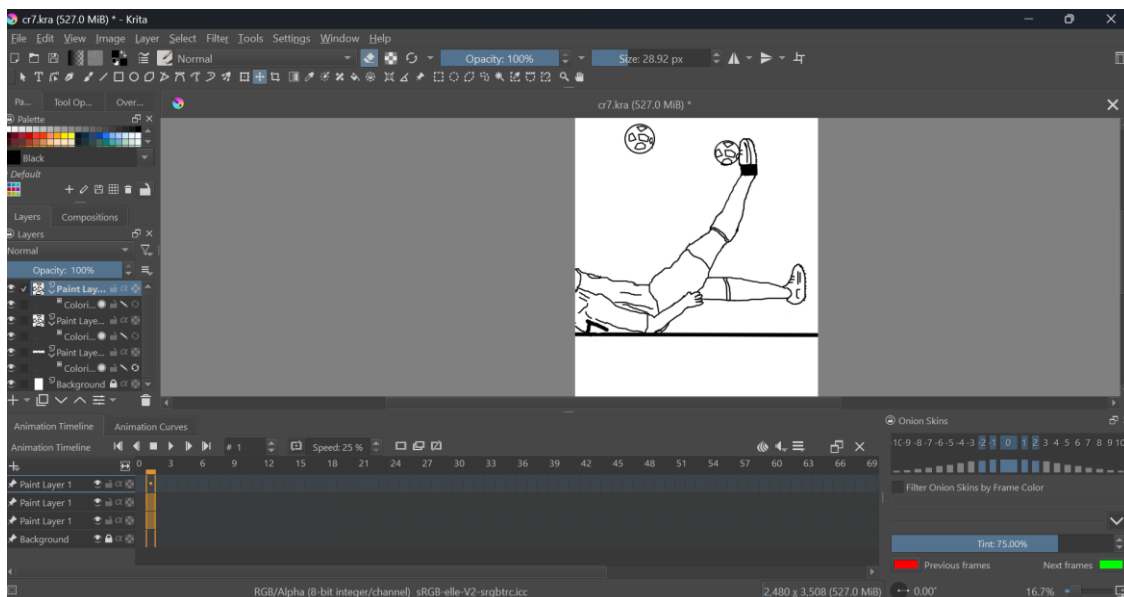 cr7.kra (527.0 MiB) * - Krita
File Edit View Image Layer Select Filter Tools Settings Window Help
Normal Opacity: 100% Size: 28.92 px
Pa... Tool Op... Over...
cr7.kra (527.0 MiB) *
Palette
Black
Default
Layers Compositions
Layers
Normal
Opacity: 100%
Paint Lay...
Colori...
Paint Laye...
Colori...
Paint Laye...
Colori...
Background
Animation Timeline Animation Curves
Onion Skins
Animation Timeline # 1 Speed: 25 %
-10 -9 -8 -7 -6 -5 -4 -3 -2 -1 0 1 2 3 4 5 6 7 8 9 10
0 3 6 9 12 15 18 21 24 27 30 33 36 39 42 45 48 51 54 57 60 63 66 69
Paint Layer 1
Filter Onion Skins by Frame Color
Paint Layer 1
Paint Layer 1
Background
Tint: 75.00%
Previous frames Next frames
RGB/Alpha (8-bit integer/channel) sRGB-elle-V2-srgbtrc.icc 2,480 x 3,508 (527.0 MiB) 0.00° 16.7%